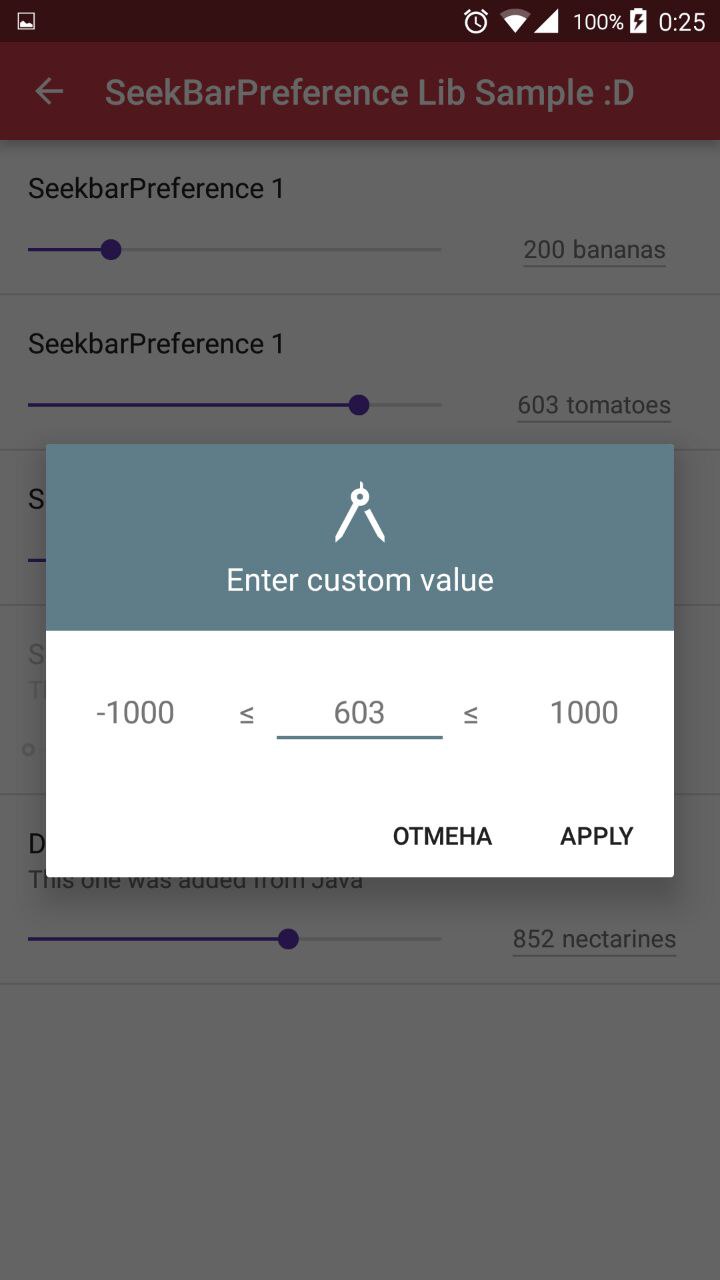 100% 0:25
SeekBarPreference Lib Sample :D
SeekbarPreference 1
200 bananas
SeekbarPreference 1
603 tomatoes
Enter custom value
-1000 ≤ 603 ≤ 1000
ОТМЕНА APPLY
This one was added from Java
852 nectarines